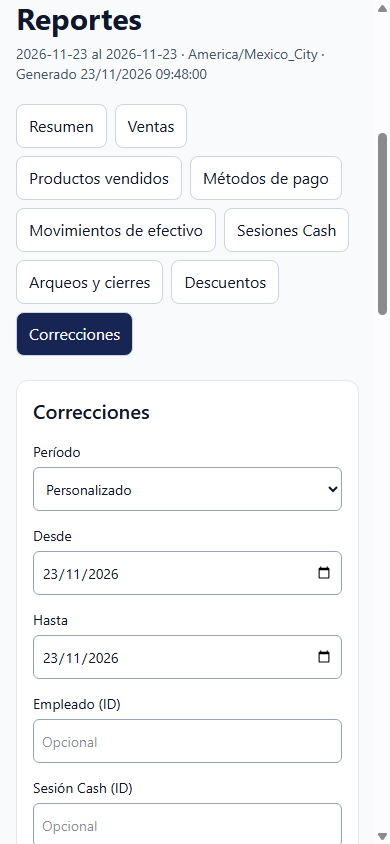 Reportes
2026-11-23 al 2026-11-23 · America/Mexico_City ·
Generado 23/11/2026 09:48:00
Resumen
Ventas
Productos vendidos
Métodos de pago
Movimientos de efectivo
Sesiones Cash
Arqueos y cierres
Descuentos
Correcciones
Correcciones
Período
Personalizado
Desde
23/11/2026
Hasta
23/11/2026
Empleado (ID)
Opcional
Sesión Cash (ID)
Opcional